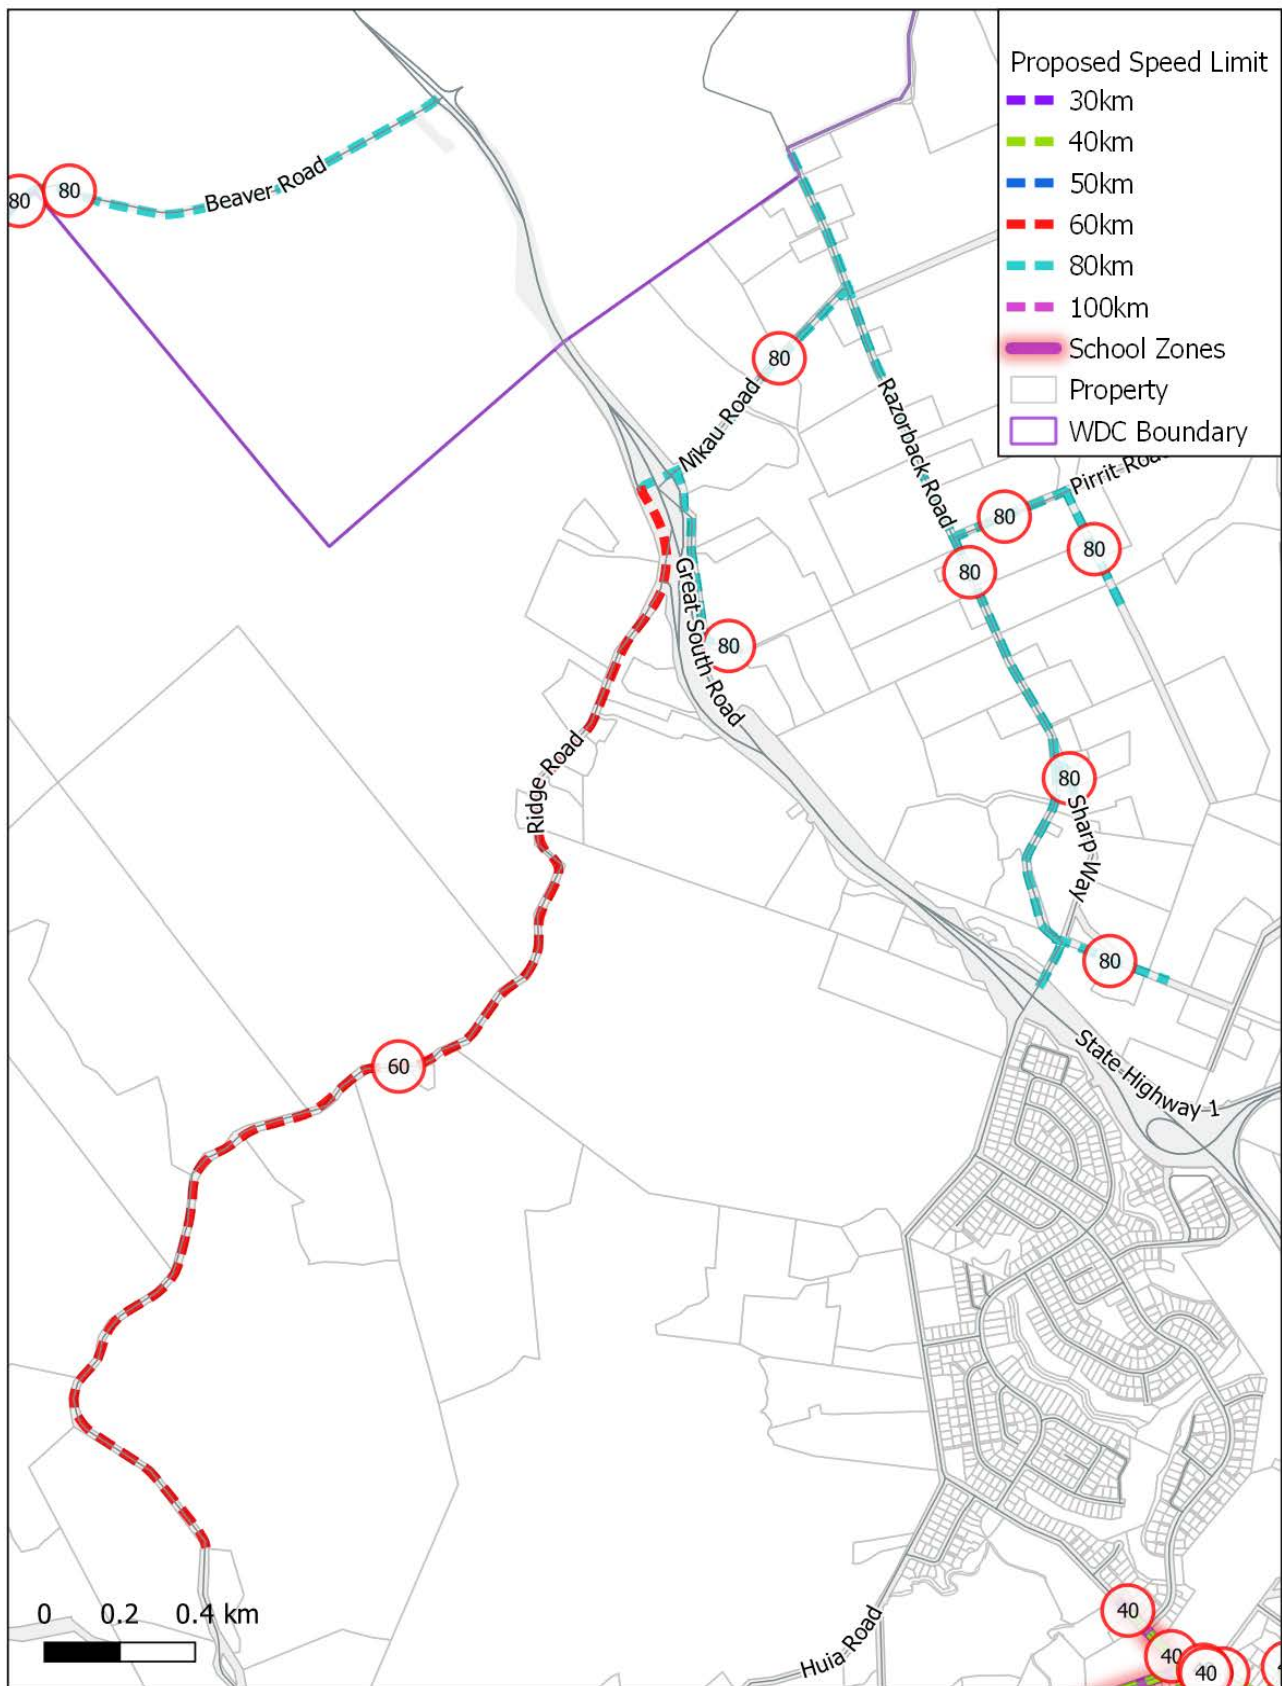 Proposed Speed Limit
30km
40km
50km
60km
80km
100km
School Zones
Property
WDC Boundary
80
80
Beaver Road
80
Nikau Road
Razorback Road
Pirrit
80
80
80
Great South Road
80
Ridge Road
80
Sharp Way
80
60
State Highway 1
0 0.2 0.4 km
Huia Road
40
40
40